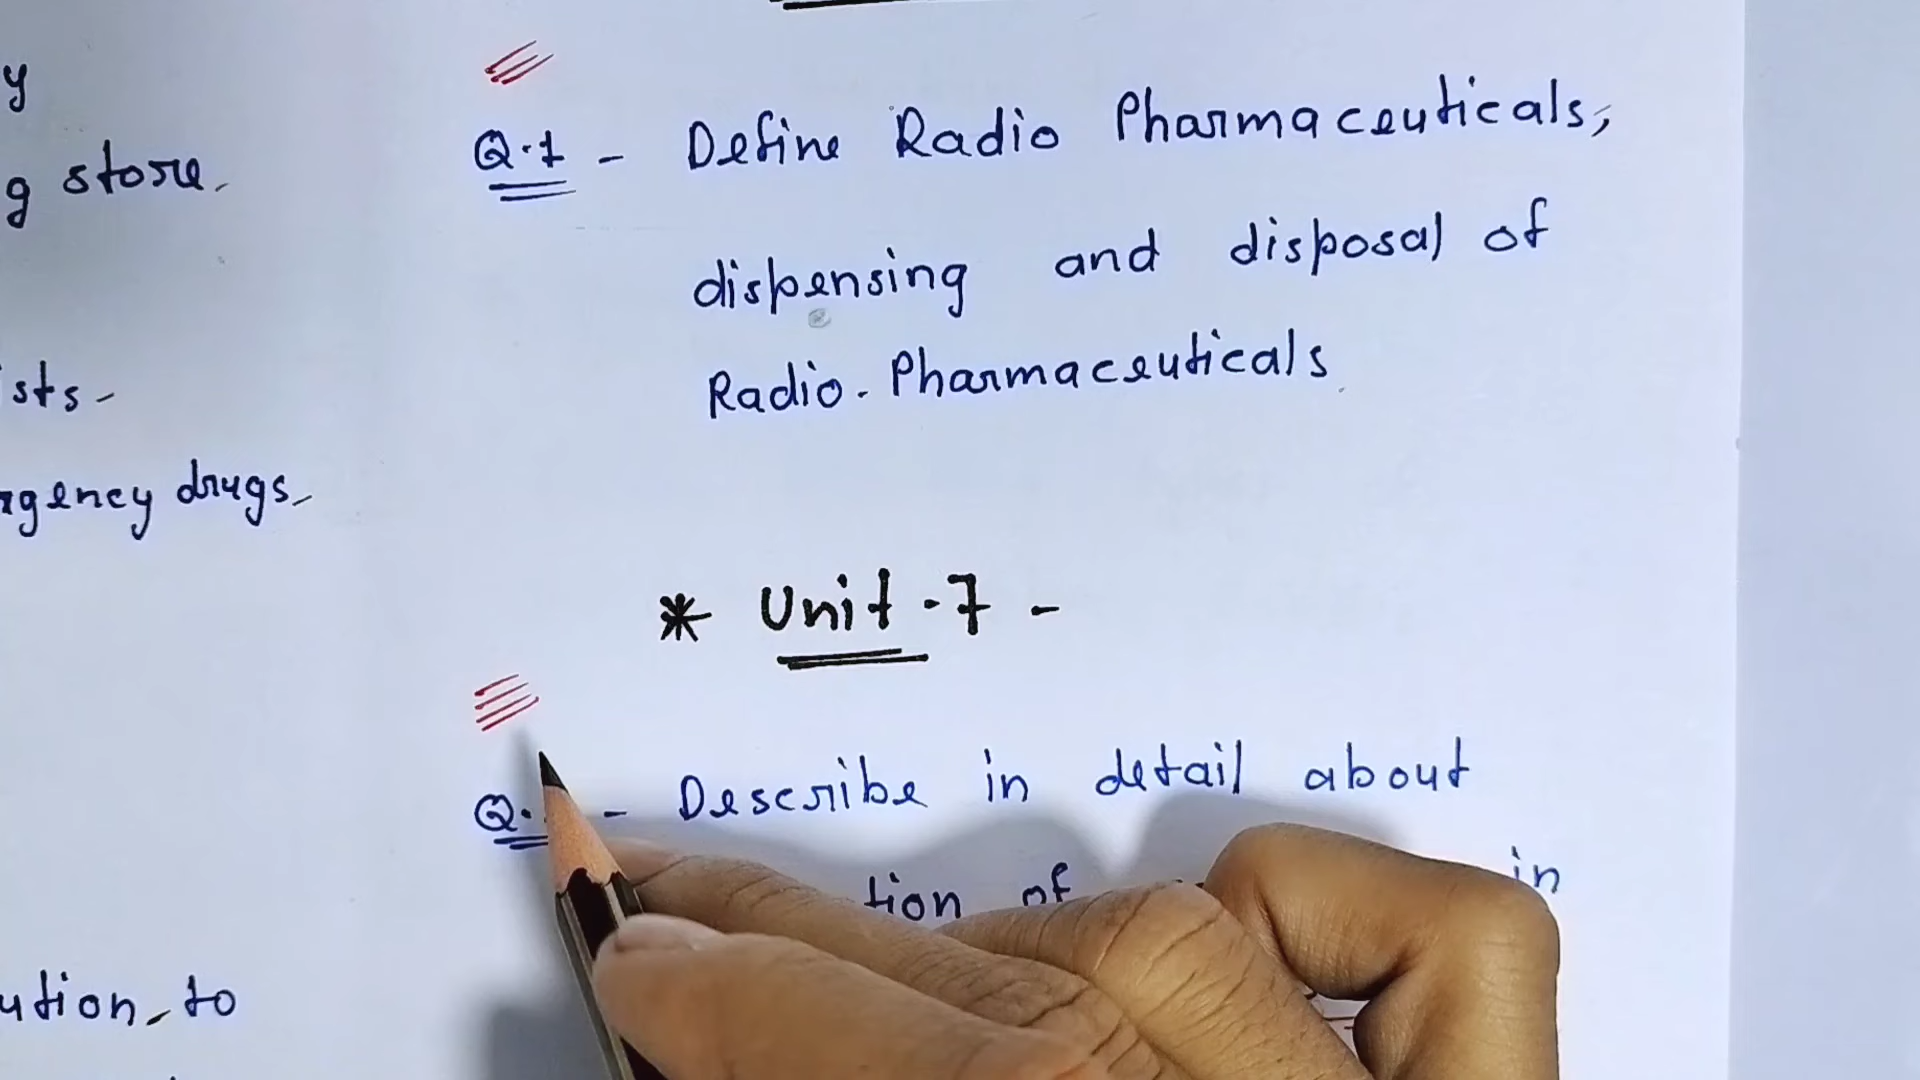 y
g store.
sts-
gency drugs-
ution, to
Q.1 - Define Radio Pharmaceuticals,
dispensing and disposal of
Radio-Pharmaceuticals
* Unit-7-
Q. - Describe in detail about
tion of in